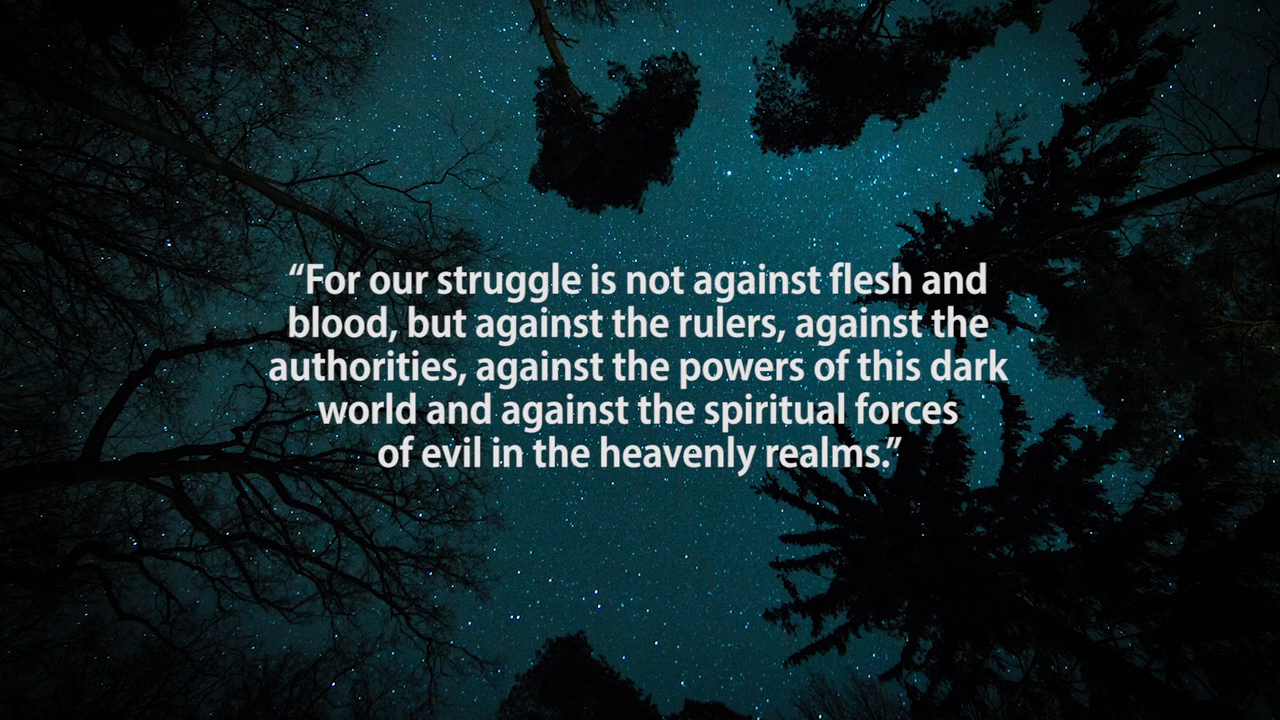 “For our struggle is not against flesh and
blood, but against the rulers, against the
authorities, against the powers of this dark
world and against the spiritual forces
of evil in the heavenly realms.”